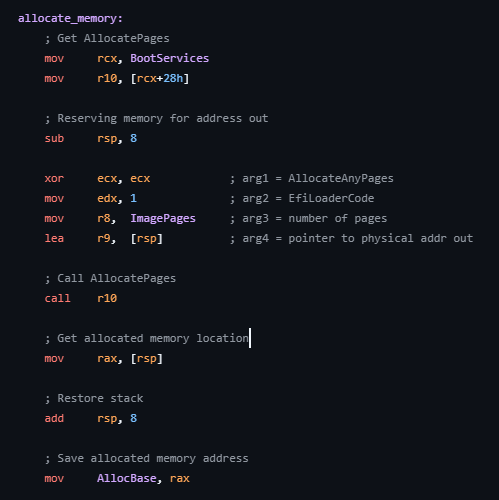 allocate_memory:
; Get AllocatePages
mov rcx, BootServices
mov r10, [rcx+28h]
; Reserving memory for address out
sub rsp, 8
xor ecx, ecx ; arg1 = AllocateAnyPages
mov edx, 1 ; arg2 = EfiLoaderCode
mov r8, ImagePages ; arg3 = number of pages
lea r9, [rsp] ; arg4 = pointer to physical addr out
; Call AllocatePages
call r10
; Get allocated memory location
mov rax, [rsp]
; Restore stack
add rsp, 8
; Save allocated memory address
mov AllocBase, rax